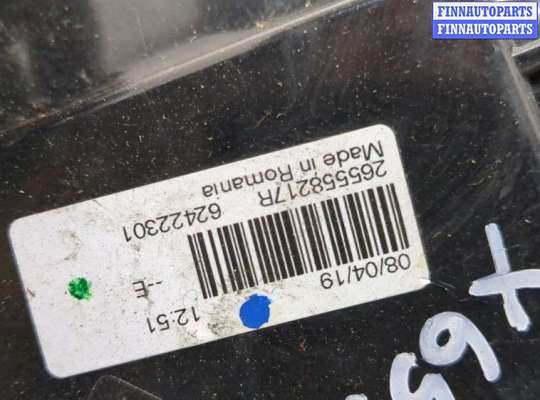 FINNAUTOPARTS
FINNAUTOPARTS
08/04/19 12:51
--E
265558217R 62422301
Made in Romania